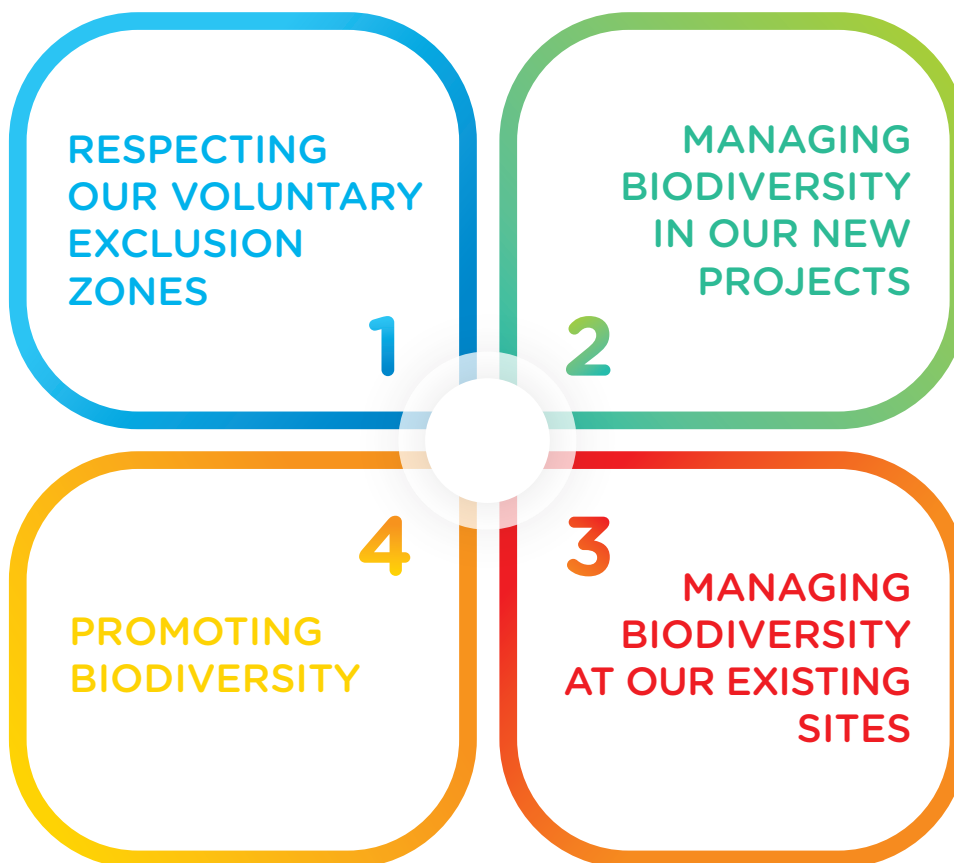 RESPECTING
OUR VOLUNTARY
EXCLUSION
ZONES
1
MANAGING
BIODIVERSITY
IN OUR NEW
PROJECTS
2
3
MANAGING
BIODIVERSITY
AT OUR EXISTING
SITES
4
PROMOTING
BIODIVERSITY